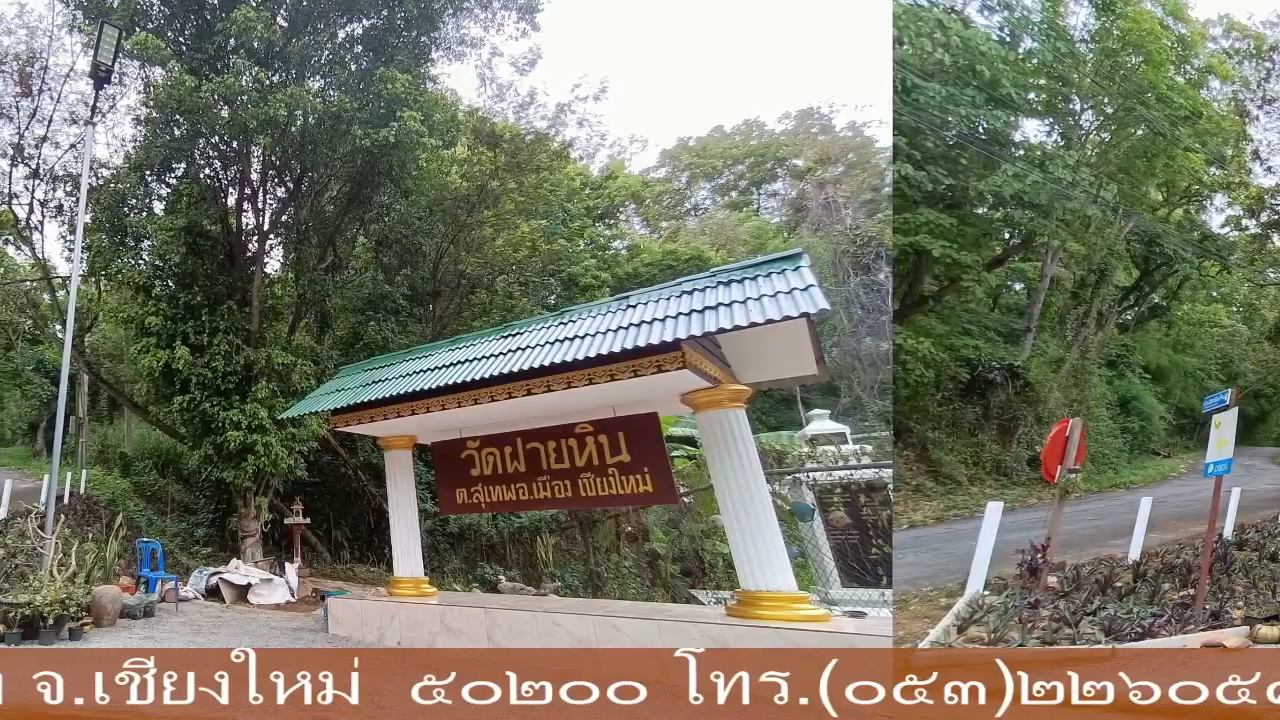 วัดฝายหิน
ต.สุเทพ อ.เมือง เชียงใหม่
pepsi
จ.เชียงใหม่ ๕๐๒๐๐ โทร.(๐๕๓)๒๒๖๐๕